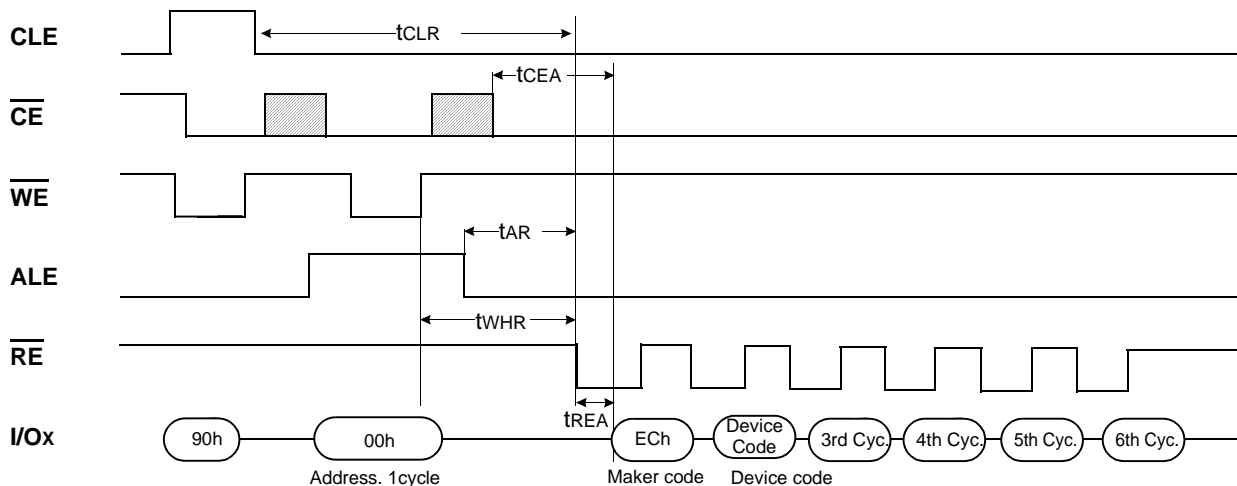 CLE
tCLR
tCEA
CE
WE
tAR
ALE
tWHR
RE
tREA
I/Ox
90h
00h
ECh
Device
Code
3rd Cyc.
4th Cyc.
5th Cyc.
6th Cyc.
Address. 1cycle
Maker code
Device code